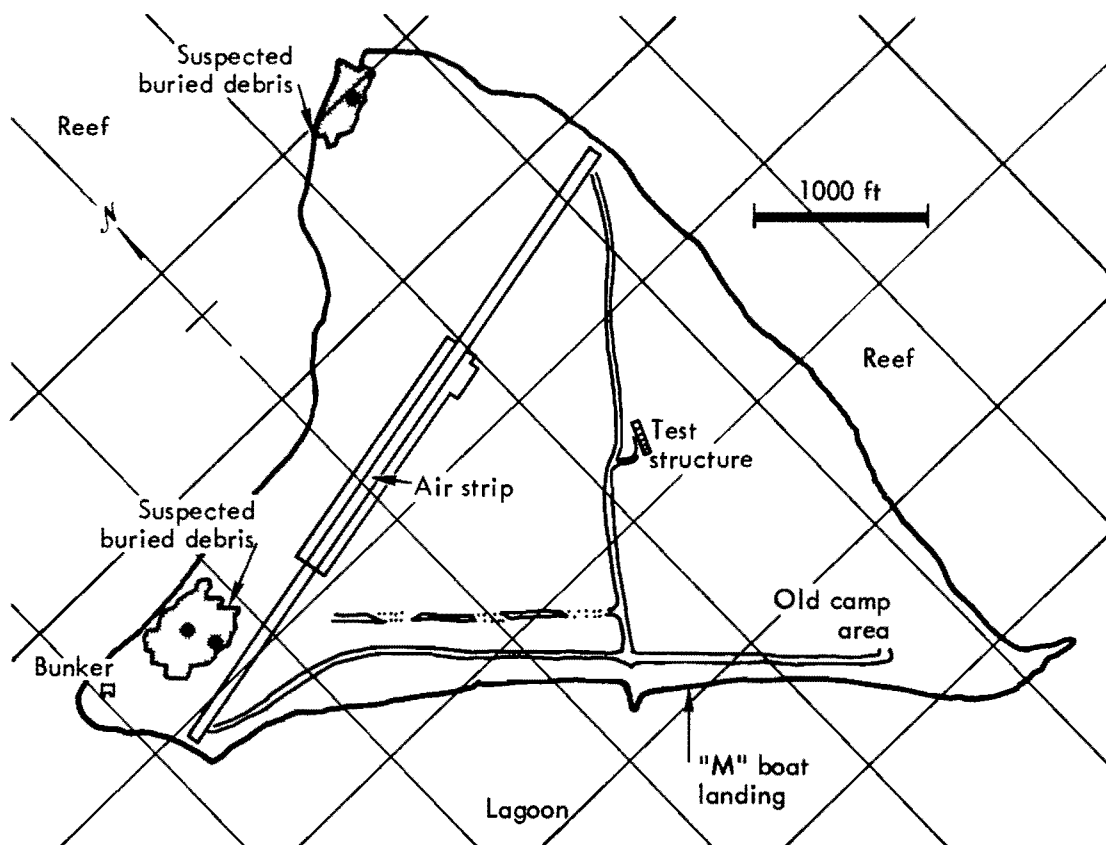 Suspected
buried debris
Reef
N
1000 ft
Reef
Test
structure
Air strip
Suspected
buried debris
Old camp
area
Bunker
"M" boat
landing
Lagoon